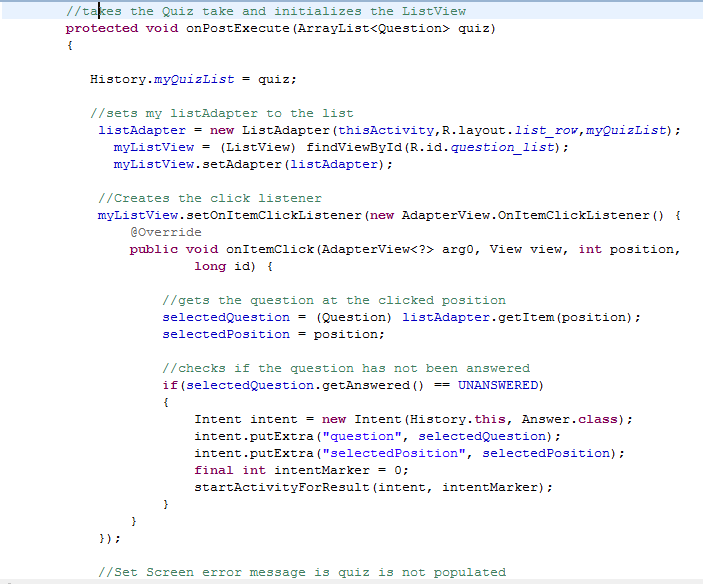 //takes the Quiz take and initializes the ListView
protected void onPostExecute(ArrayList<Question> quiz)
{
History.myQuizList = quiz;
//sets my listAdapter to the list
listAdapter = new ListAdapter(thisActivity,R.layout.list_row,myQuizList);
myListView = (ListView) findViewById(R.id.question_list);
myListView.setAdapter(listAdapter);
//Creates the click listener
myListView.setOnItemClickListener(new AdapterView.OnItemClickListener() {
@Override
public void onItemClick(AdapterView<?> arg0, View view, int position,
long id) {
//gets the question at the clicked position
selectedQuestion = (Question) listAdapter.getItem(position);
selectedPosition = position;
//checks if the question has not been answered
if(selectedQuestion.getAnswered() == UNANSWERED)
{
Intent intent = new Intent(History.this, Answer.class);
intent.putExtra("question", selectedQuestion);
intent.putExtra("selectedPosition", selectedPosition);
final int intentMarker = 0;
startActivityForResult(intent, intentMarker);
}
}
});
//Set Screen error message is quiz is not populated